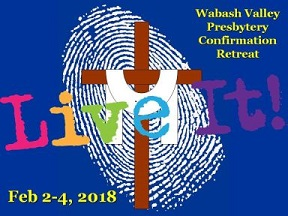 Wabash Valley
Presbytery
Confirmation
Retreat
Live It!
Feb 2-4, 2018